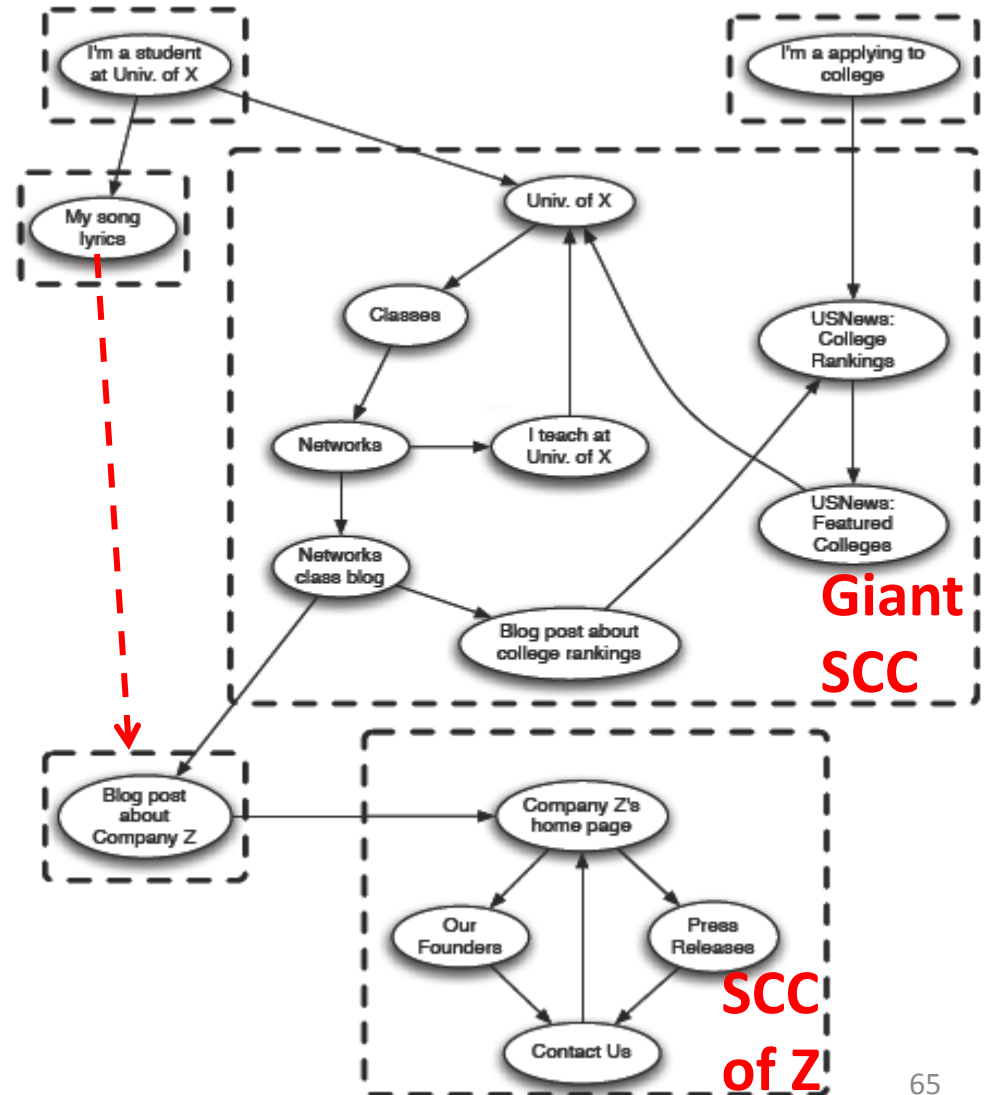 I'm a student
at Univ. of X
I'm a applying to
college
My song
lyrics
Univ. of X
Classes
USNews:
College
Rankings
Networks
I teach at
Univ. of X
USNews:
Featured
Colleges
Networks
class blog
Giant
SCC
Blog post about
college rankings
Blog post
about
Company Z
Company Z's
home page
Our
Founders
Press
Releases
SCC
of Z
Contact Us
65